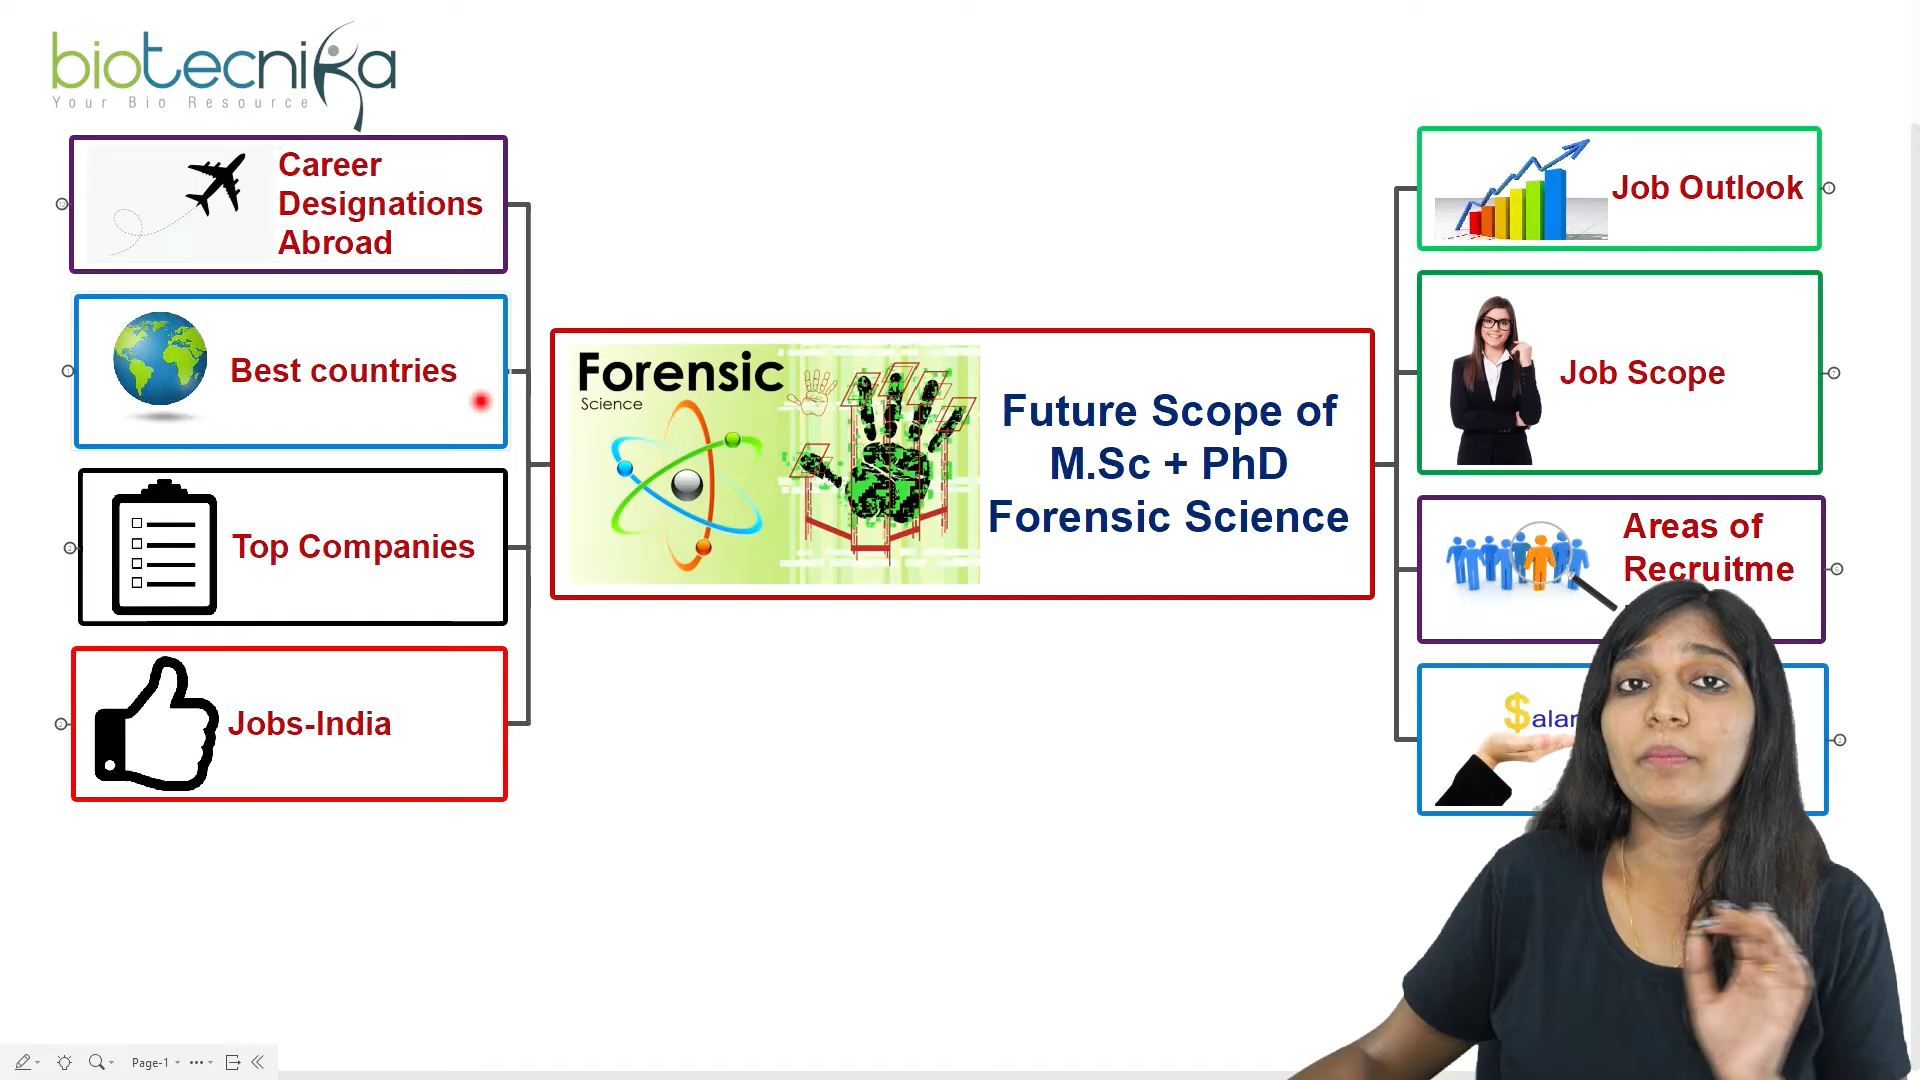 biotecnika
Your Bio Resource
Career
Designations
Abroad
Best countries
Top Companies
Jobs-India
Forensic
Science
Future Scope of
M.Sc + PhD
Forensic Science
Job Outlook
Job Scope
Areas of
Recruitme
$alar
Page-1